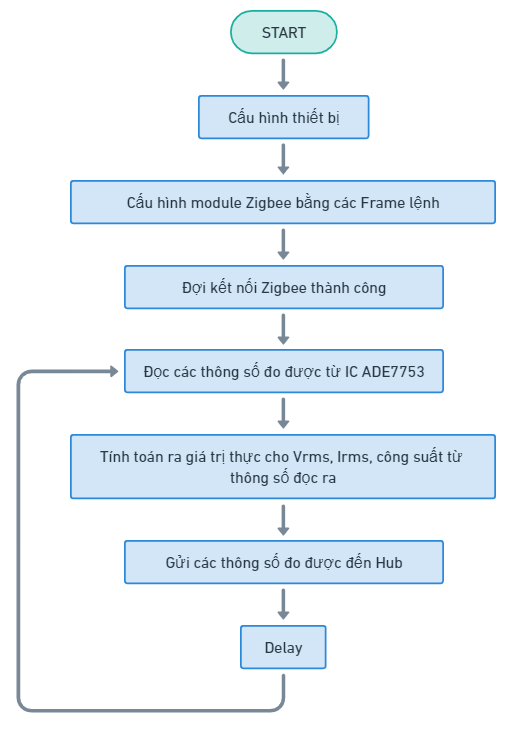 START
Cấu hình thiết bị
Cấu hình module Zigbee bằng các Frame lệnh
Đợi kết nối Zigbee thành công
Đọc các thông số đo được từ IC ADE7753
Tính toán ra giá trị thực cho Vrms, Irms, công suất từ
thông số đọc ra
Gửi các thông số đo được đến Hub
Delay